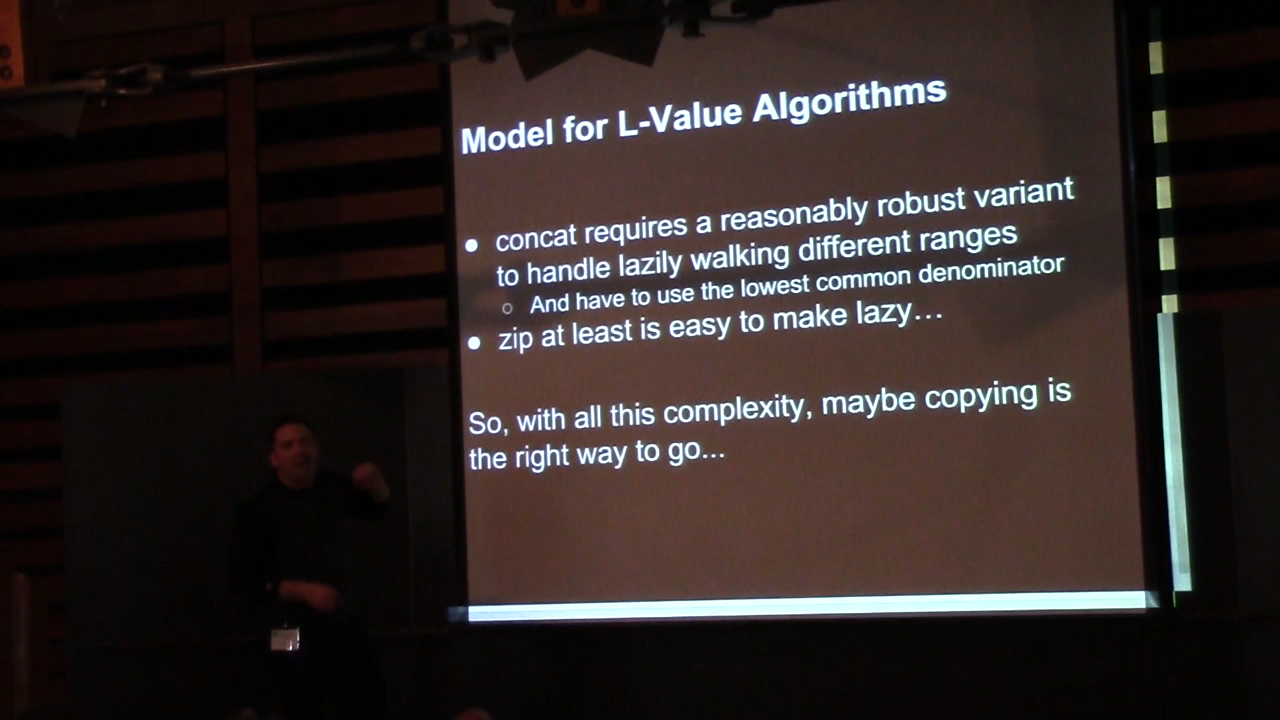 Model for L-Value Algorithms
● concat requires a reasonably robust variant
to handle lazily walking different ranges
○ And have to use the lowest common denominator
● zip at least is easy to make lazy...
So, with all this complexity, maybe copying is
the right way to go...